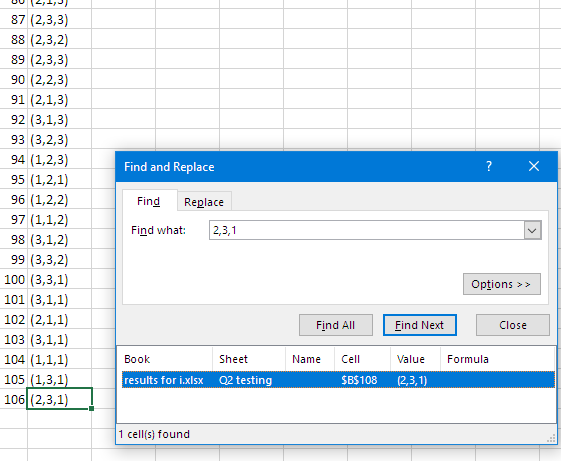 86 (2,1,3)
87 (2,3,3)
88 (2,3,2)
89 (2,3,3)
90 (2,2,3)
91 (2,1,3)
92 (3,1,3)
93 (3,2,3)
94 (1,2,3)
95 (1,2,1)
96 (1,2,2)
97 (1,1,2)
98 (3,1,2)
99 (3,3,2)
100 (3,3,1)
101 (3,1,1)
102 (2,1,1)
103 (3,1,1)
104 (1,1,1)
105 (1,3,1)
106 (2,3,1)
Find and Replace ?
Find Replace
Find what: 2,3,1
Options >>
Find All Find Next Close
Book Sheet Name Cell Value Formula
results for i.xlsx Q2 testing $B$108 (2,3,1)
1 cell(s) found